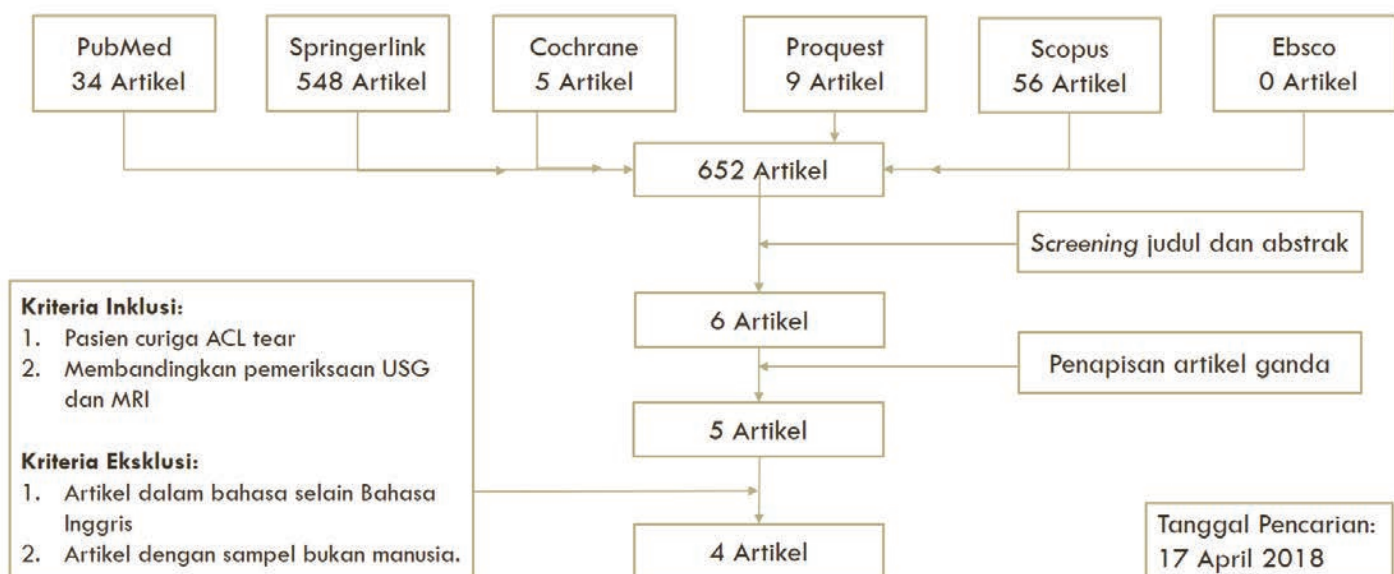 PubMed
34 Artikel
Springerlink
548 Artikel
Cochrane
5 Artikel
Proquest
9 Artikel
Scopus
56 Artikel
Ebsco
0 Artikel
652 Artikel
Screening judul dan abstrak
6 Artikel
Penapisan artikel ganda
5 Artikel
Kriteria Inklusi:
1. Pasien curiga ACL tear
2. Membandingkan pemeriksaan USG
dan MRI
Kriteria Eksklusi:
1. Artikel dalam bahasa selain Bahasa
Inggris
2. Artikel dengan sampel bukan manusia.
4 Artikel
Tanggal Pencarian:
17 April 2018